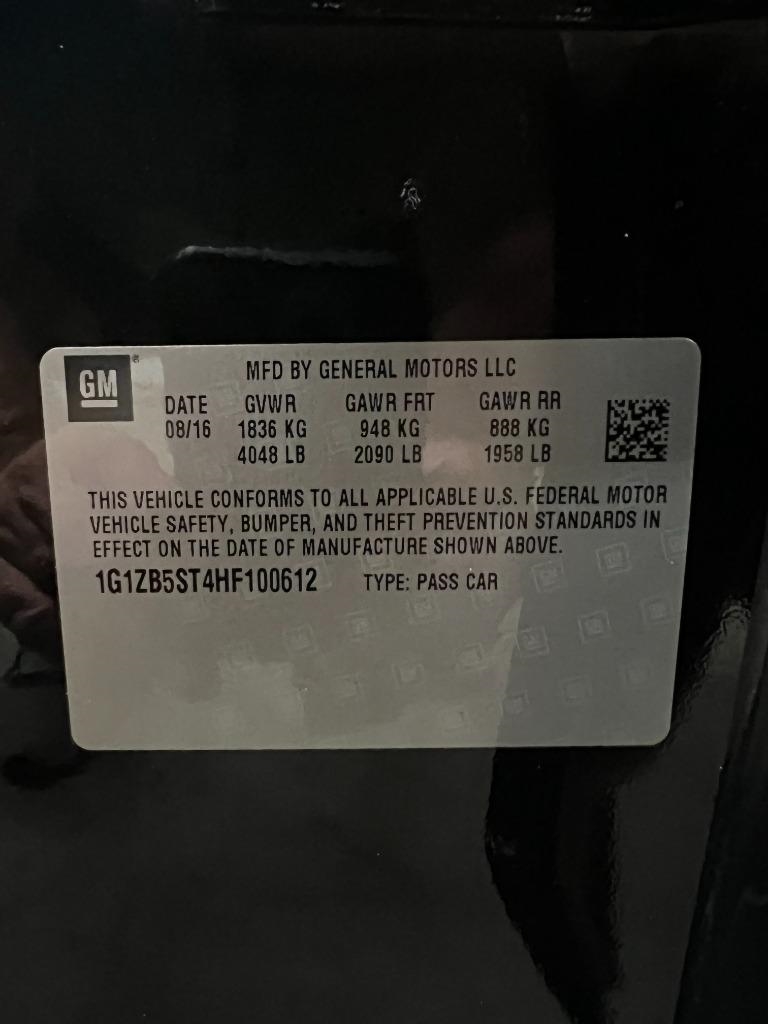 GM
MFD BY GENERAL MOTORS LLC
DATE GVWR GAWR FRT GAWR RR
08/16 1836 KG 948 KG 888 KG
4048 LB 2090 LB 1958 LB
THIS VEHICLE CONFORMS TO ALL APPLICABLE U.S. FEDERAL MOTOR
VEHICLE SAFETY, BUMPER, AND THEFT PREVENTION STANDARDS IN
EFFECT ON THE DATE OF MANUFACTURE SHOWN ABOVE.
1G1ZB5ST4HF100612 TYPE: PASS CAR